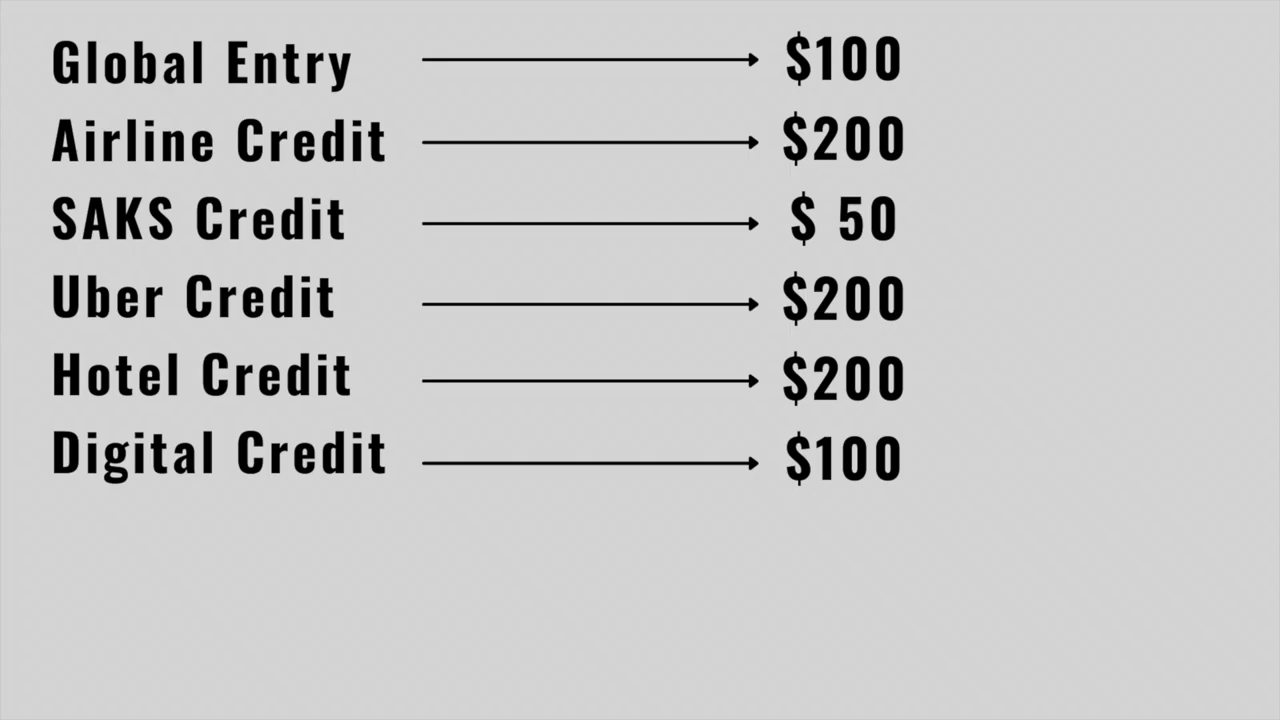 Global Entry $100
Airline Credit $200
SAKS Credit $ 50
Uber Credit $200
Hotel Credit $200
Digital Credit $100